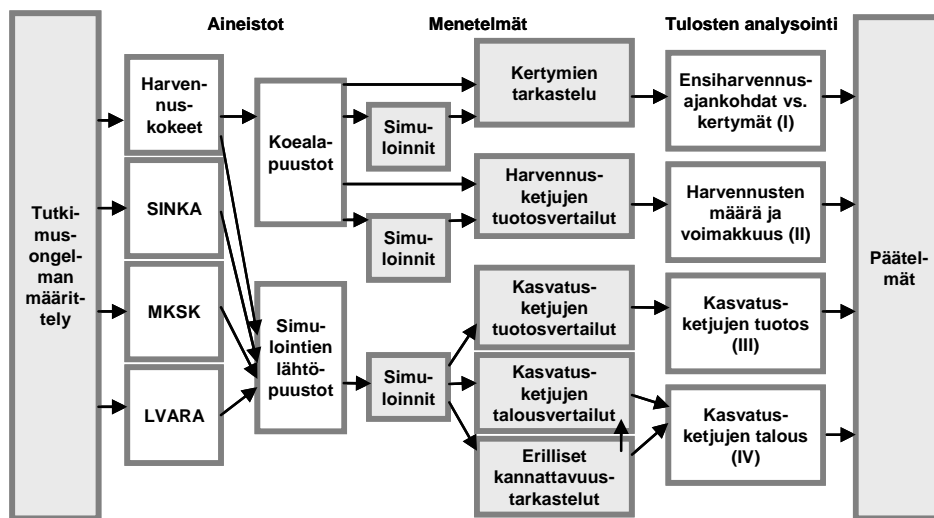 Aineistot
Menetelmät
Tulosten analysointi
Tutki-
mus-
ongelman
määrit-
tely
Harven-
nus-
kokeet
SINKA
MKSK
LVARA
Koeala-
puustot
Simu-
lointien
lähtö-
puustot
Simu-
loinnit
Simu-
loinnit
Simu-
loinnit
Kertymien
tarkastelu
Harvennus-
ketjujen
tuotosvertailut
Kasvatus-
ketjujen
tuotosvertailut
Kasvatus-
ketjujen
talousvertailut
Erilliset
kannattavuus-
tarkastelut
Ensiharvennus-
ajankohdat vs.
kertymät (I)
Harvennusten
määrä ja
voimakkuus (II)
Kasvatus-
ketjujen tuotos
(III)
Kasvatus-
ketjujen talous
(IV)
Päätel-
mät